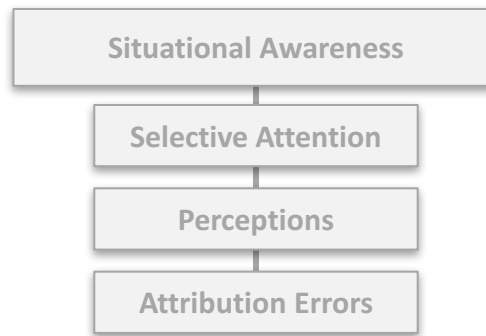 Situational Awareness
Selective Attention
Perceptions
Attribution Errors